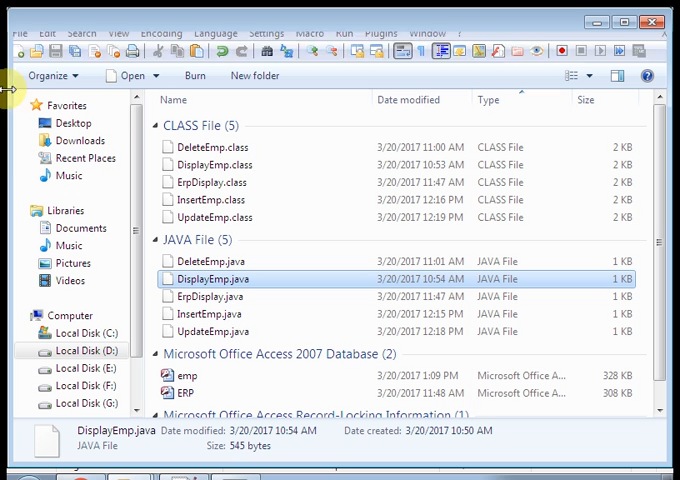 File Edit Search View Encoding Language Settings Macro Run Plugins Window ? X
Organize Open Burn New folder
Name Date modified Type Size
Favorites
Desktop
Downloads
Recent Places
Music
Libraries
Documents
Music
Pictures
Videos
Computer
Local Disk (C:)
Local Disk (D:)
Local Disk (E:)
Local Disk (F:)
Local Disk (G:)
CLASS File (5)
DeleteEmp.class 3/20/2017 11:00 AM CLASS File 2 KB
DisplayEmp.class 3/20/2017 10:53 AM CLASS File 2 KB
ErpDisplay.class 3/20/2017 11:47 AM CLASS File 2 KB
InsertEmp.class 3/20/2017 12:16 PM CLASS File 2 KB
UpdateEmp.class 3/20/2017 12:19 PM CLASS File 2 KB
JAVA File (5)
DeleteEmp.java 3/20/2017 11:01 AM JAVA File 1 KB
DisplayEmp.java 3/20/2017 10:54 AM JAVA File 1 KB
ErpDisplay.java 3/20/2017 11:47 AM JAVA File 1 KB
InsertEmp.java 3/20/2017 12:15 PM JAVA File 1 KB
UpdateEmp.java 3/20/2017 12:18 PM JAVA File 1 KB
Microsoft Office Access 2007 Database (2)
emp 3/20/2017 1:09 PM Microsoft Office A... 328 KB
ERP 3/20/2017 11:48 AM Microsoft Office A... 308 KB
Microsoft Office Access Record-Locking Information (1)
DisplayEmp.java Date modified: 3/20/2017 10:54 AM Date created: 3/20/2017 10:50 AM
JAVA File Size: 545 bytes